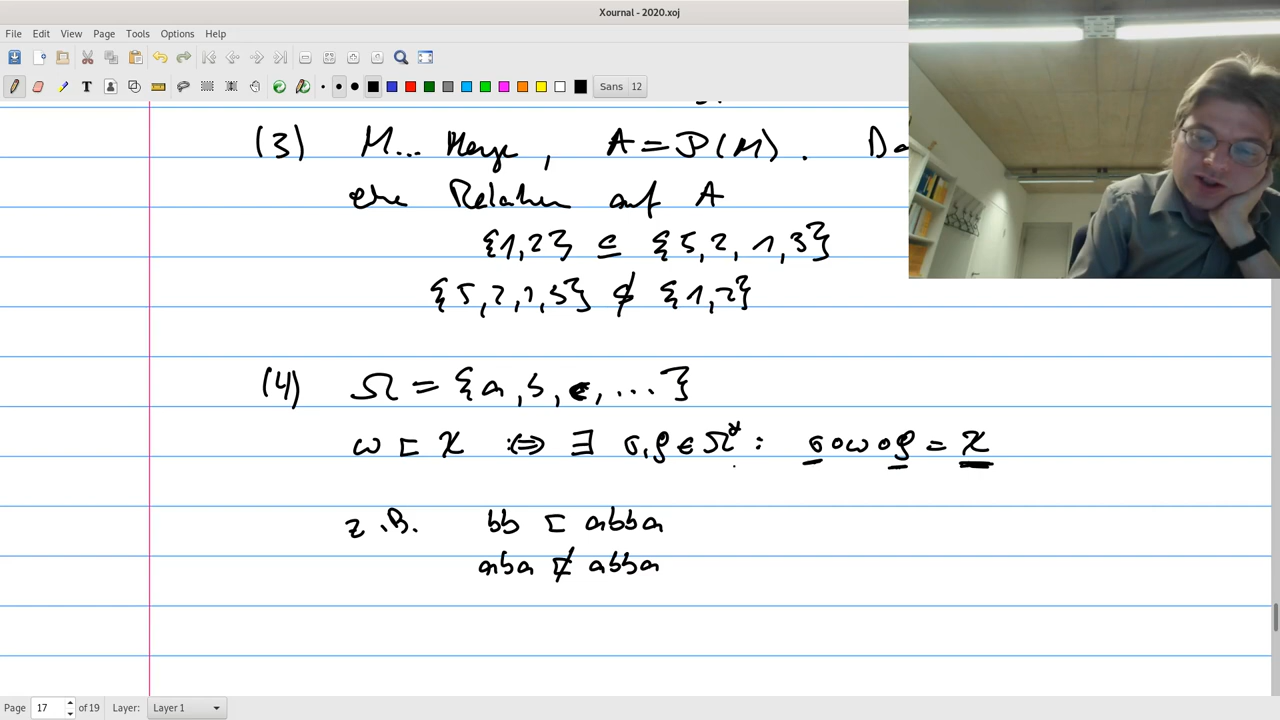 Xournal - 2020.xoj
File Edit View Page Tools Options Help
Sans 12
(3) M... Menge, A = P(M). Da
eine Relation auf A
{1,2} ⊆ {5,2,1,3}
{5,2,1,3} ⊄ {1,2}
(4) Ω = {a,b,c,...}
ω ⊏ χ :⇔ ∃ σ,ρ ∈ Ω* : σ∘ω∘ρ = χ
z.B. bb ⊏ abba
aba ⊏̸ abba
Page 17 of 19 Layer: Layer 1